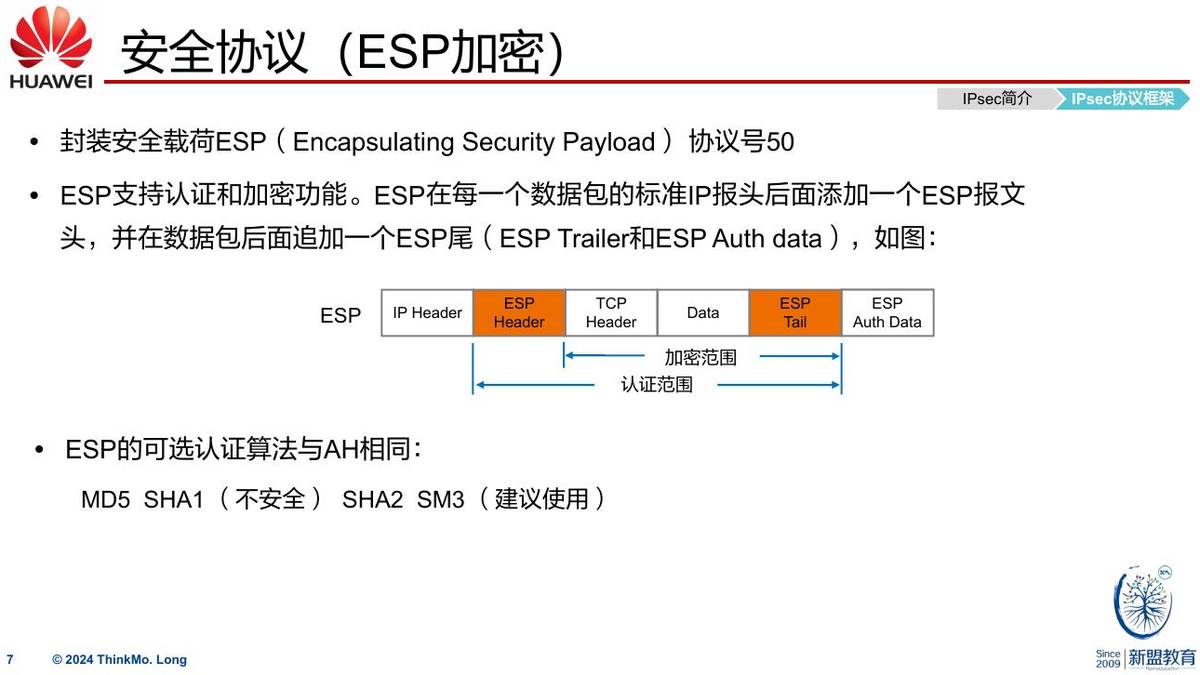 HUAWEI
安全协议（ESP加密）
IPsec简介
IPsec协议框架
• 封装安全载荷ESP（Encapsulating Security Payload）协议号50
• ESP支持认证和加密功能。ESP在每一个数据包的标准IP报头后面添加一个ESP报文
头，并在数据包后面追加一个ESP尾（ESP Trailer和ESP Auth data），如图：
ESP
IP Header
ESP
Header
TCP
Header
Data
ESP
Tail
ESP
Auth Data
加密范围
认证范围
• ESP的可选认证算法与AH相同：
MD5 SHA1（不安全） SHA2 SM3（建议使用）
7
© 2024 ThinkMo. Long
Since
2009
新盟教育